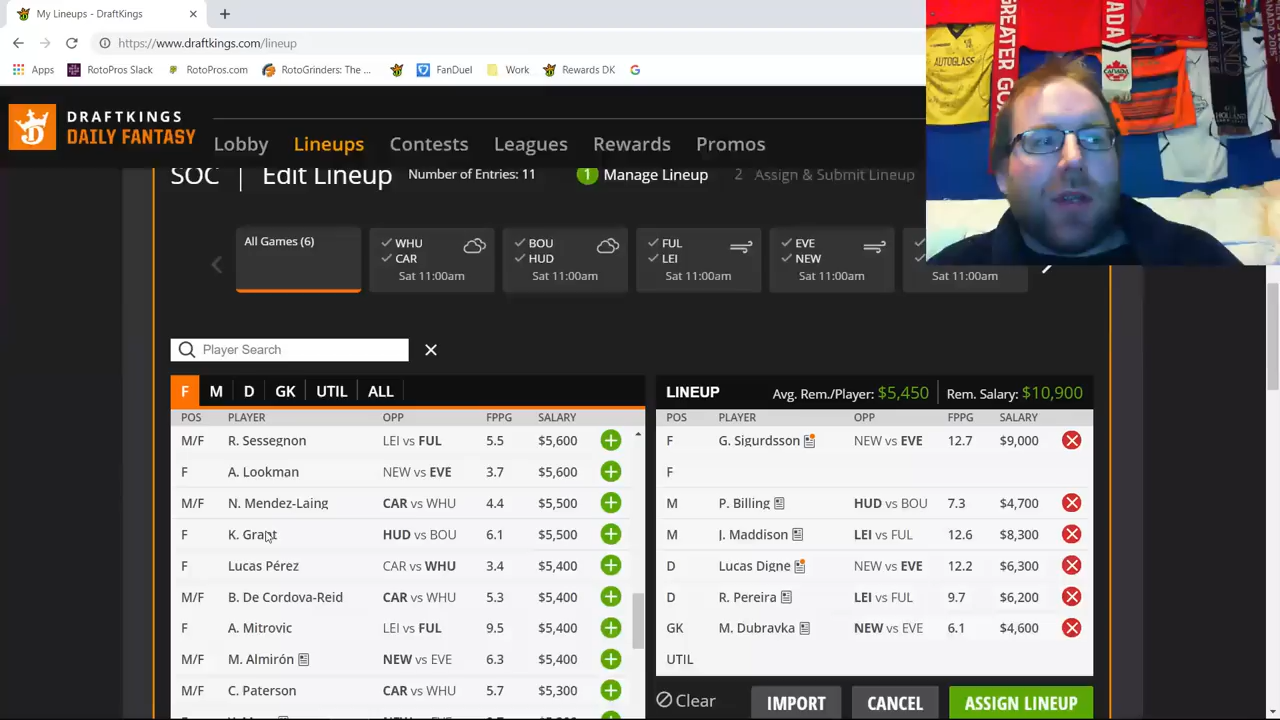 My Lineups - DraftKings
https://www.draftkings.com/lineup
Apps RotoPros Slack RotoPros.com RotoGrinders: The ... FanDuel Work Rewards DK
DRAFTKINGS
DAILY FANTASY
Lobby Lineups Contests Leagues Rewards Promos
SOC Edit Lineup Number of Entries: 11 1 Manage Lineup 2 Assign & Submit Lineup
All Games (6)
WHU
CAR
Sat 11:00am
BOU
HUD
Sat 11:00am
FUL
LEI
Sat 11:00am
EVE
NEW
Sat 11:00am
Sat 11:00am
Player Search
F M D GK UTIL ALL
POS PLAYER OPP FPPG SALARY
M/F R. Sessegnon LEI vs FUL 5.5 $5,600
F A. Lookman NEW vs EVE 3.7 $5,600
M/F N. Mendez-Laing CAR vs WHU 4.4 $5,500
F K. Grant HUD vs BOU 6.1 $5,500
F Lucas Pérez CAR vs WHU 3.4 $5,400
M/F B. De Cordova-Reid CAR vs WHU 5.3 $5,400
F A. Mitrovic LEI vs FUL 9.5 $5,400
M/F M. Almirón NEW vs EVE 6.3 $5,400
M/F C. Paterson CAR vs WHU 5.7 $5,300
LINEUP Avg. Rem./Player: $5,450 Rem. Salary: $10,900
POS PLAYER OPP FPPG SALARY
F G. Sigurdsson NEW vs EVE 12.7 $9,000
F
M P. Billing HUD vs BOU 7.3 $4,700
M J. Maddison LEI vs FUL 12.6 $8,300
D Lucas Digne NEW vs EVE 12.2 $6,300
D R. Pereira LEI vs FUL 9.7 $6,200
GK M. Dubravka NEW vs EVE 6.1 $4,600
UTIL
Clear IMPORT CANCEL ASSIGN LINEUP
AUTOGLASS
GREATER GO
ADA
CANADA 2015
HOLLAND